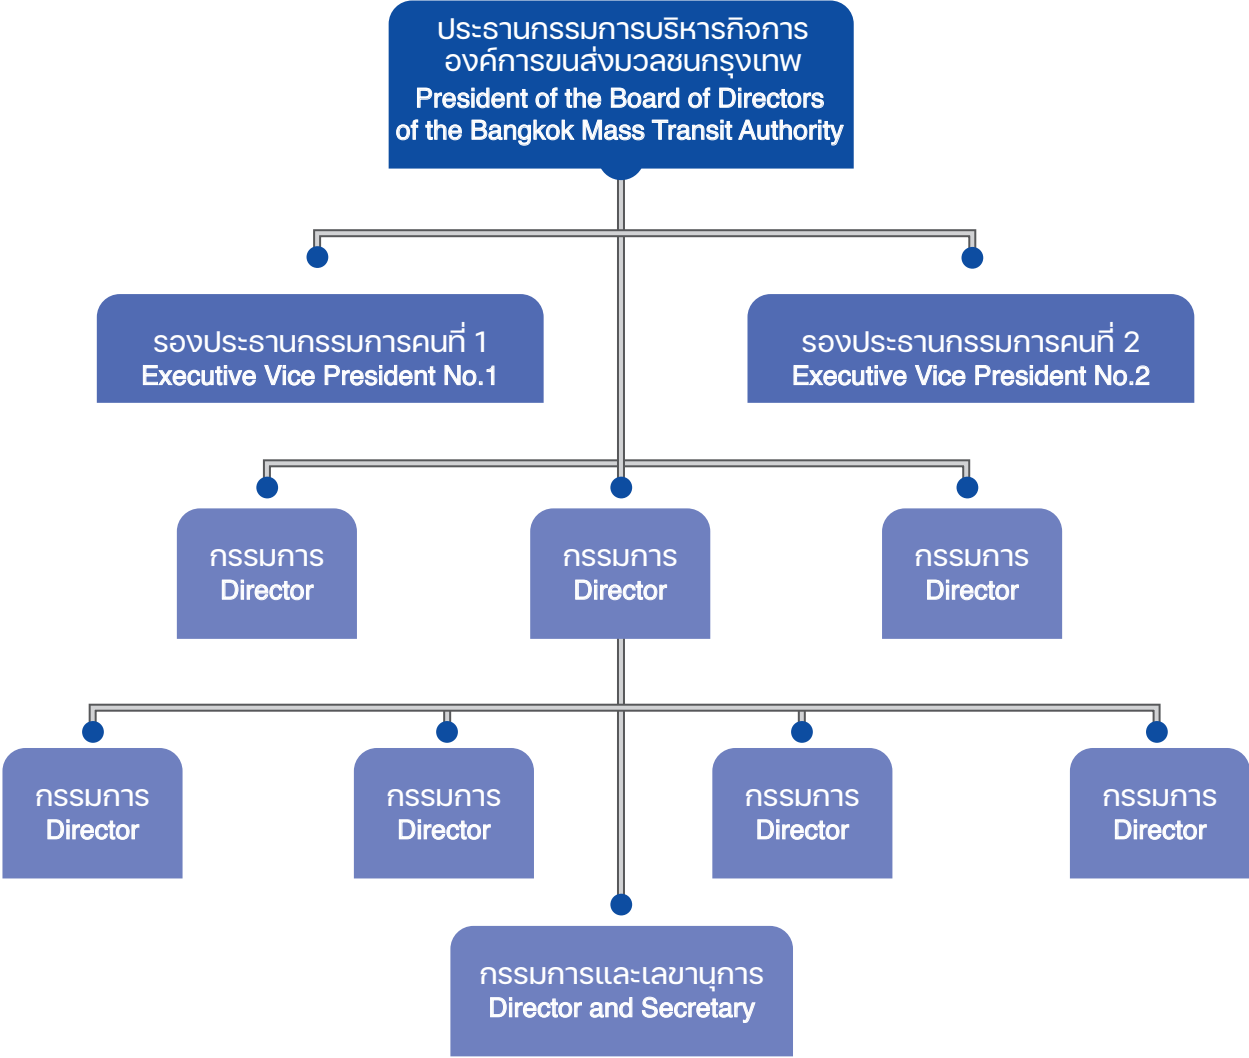 ประธานกรรมการบริหารกิจการ
องค์การขนส่งมวลชนกรุงเทพ
President of the Board of Directors
of the Bangkok Mass Transit Authority
รองประธานกรรมการคนที่ 1
Executive Vice President No.1
รองประธานกรรมการคนที่ 2
Executive Vice President No.2
กรรมการ
Director
กรรมการ
Director
กรรมการ
Director
กรรมการ
Director
กรรมการ
Director
กรรมการ
Director
กรรมการ
Director
กรรมการและเลขานุการ
Director and Secretary